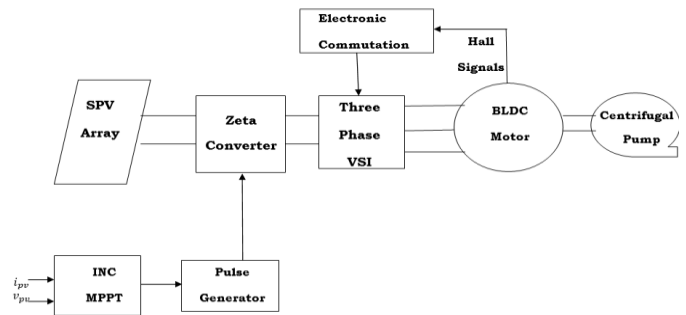 Electronic
Commutation
Hall
Signals
SPV
Array
Zeta
Converter
Three
Phase
VSI
BLDC
Motor
Centrifugal
Pump
i_pv
v_pv
INC
MPPT
Pulse
Generator